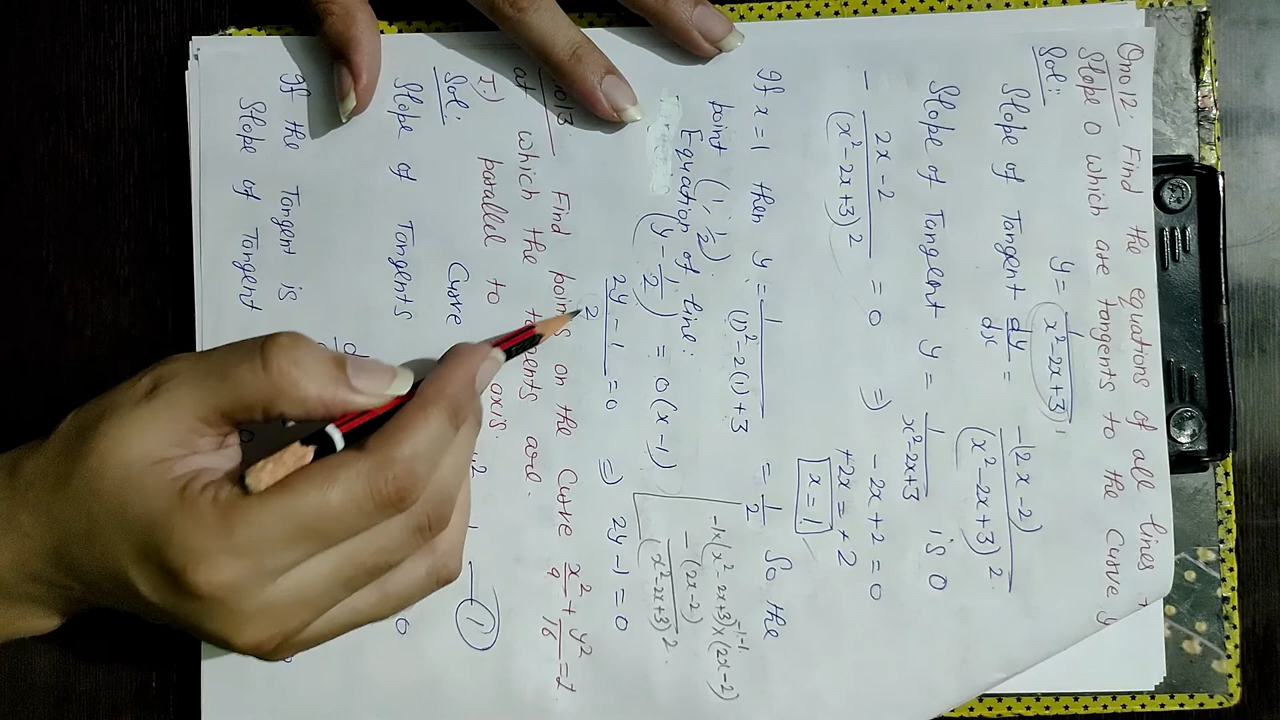 Qno 12: Find the equations of all lines
Slope 0 which are tangents to the curve y
y = 1/(x²-2x+3)
Sol:
Slope of Tangent dy/dx = -(2x-2)/(x²-2x+3)²
Slope of Tangent y = 1/x²-2x+3 is 0
- 2x-2/(x²-2x+3)² = 0 ⇒ -2x+2=0
+2x=+2
x=1
If x=1 then y = 1/(1)²-2(1)+3 = 1/2 So the
point (1, 1/2).
Equation of line:
(y - 1/2) = 0(x-1)
-1×(x²-2x+3)⁻¹⁻¹×(2x-2)
-(2x-2)/(x²-2x+3)².
2y-1/2 = 0 ⇒ 2y-1=0
Find points on the Curve x²/9 + y²/16 = 1
at which the tangents are.
I.) parallel to axis.
Sol: Curve 1 — ①
Slope of Tangents
If the Tangent is
Slope of Tangent